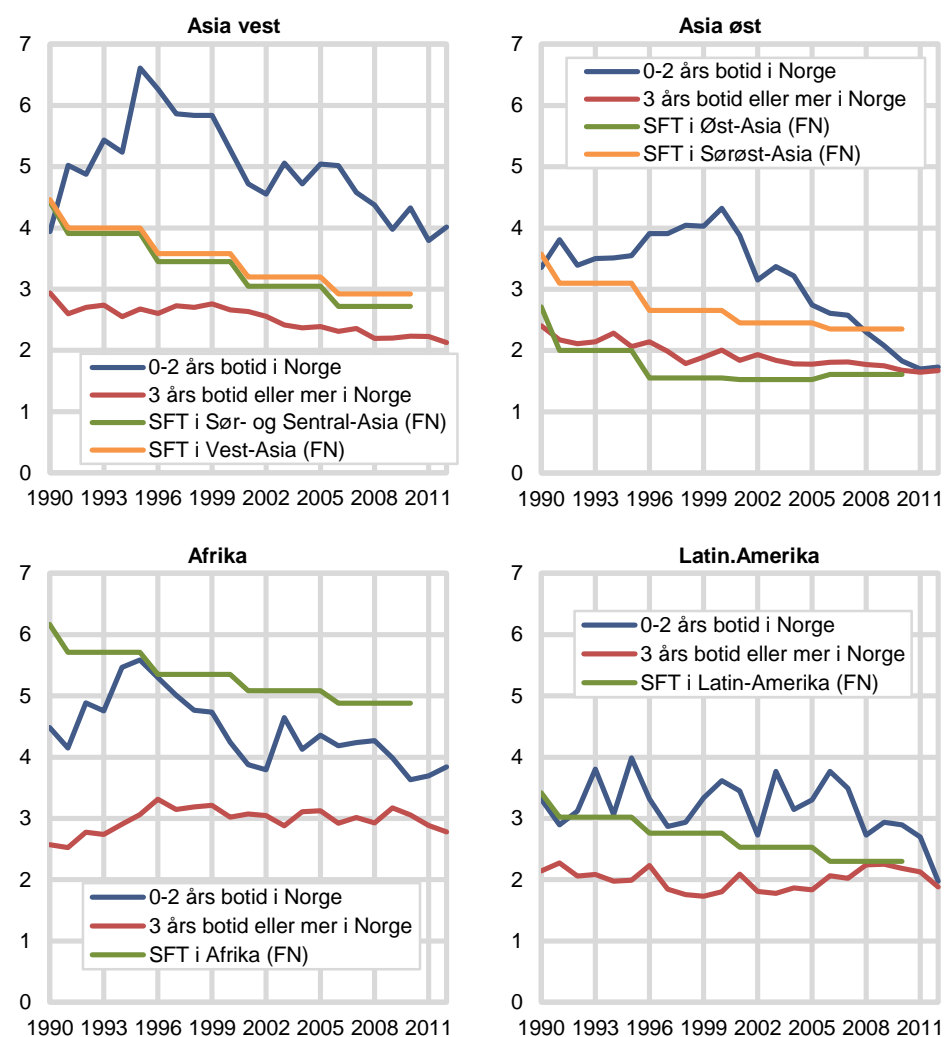 Asia vest
7
6
5
4
3
2
1
0
0-2 års botid i Norge
3 års botid eller mer i Norge
SFT i Sør- og Sentral-Asia (FN)
SFT i Vest-Asia (FN)
1990 1993 1996 1999 2002 2005 2008 2011
Asia øst
7
6
5
4
3
2
1
0
0-2 års botid i Norge
3 års botid eller mer i Norge
SFT i Øst-Asia (FN)
SFT i Sørøst-Asia (FN)
1990 1993 1996 1999 2002 2005 2008 2011
Afrika
7
6
5
4
3
2
1
0
0-2 års botid i Norge
3 års botid eller mer i Norge
SFT i Afrika (FN)
1990 1993 1996 1999 2002 2005 2008 2011
Latin.Amerika
7
6
5
4
3
2
1
0
0-2 års botid i Norge
3 års botid eller mer i Norge
SFT i Latin-Amerika (FN)
1990 1993 1996 1999 2002 2005 2008 2011